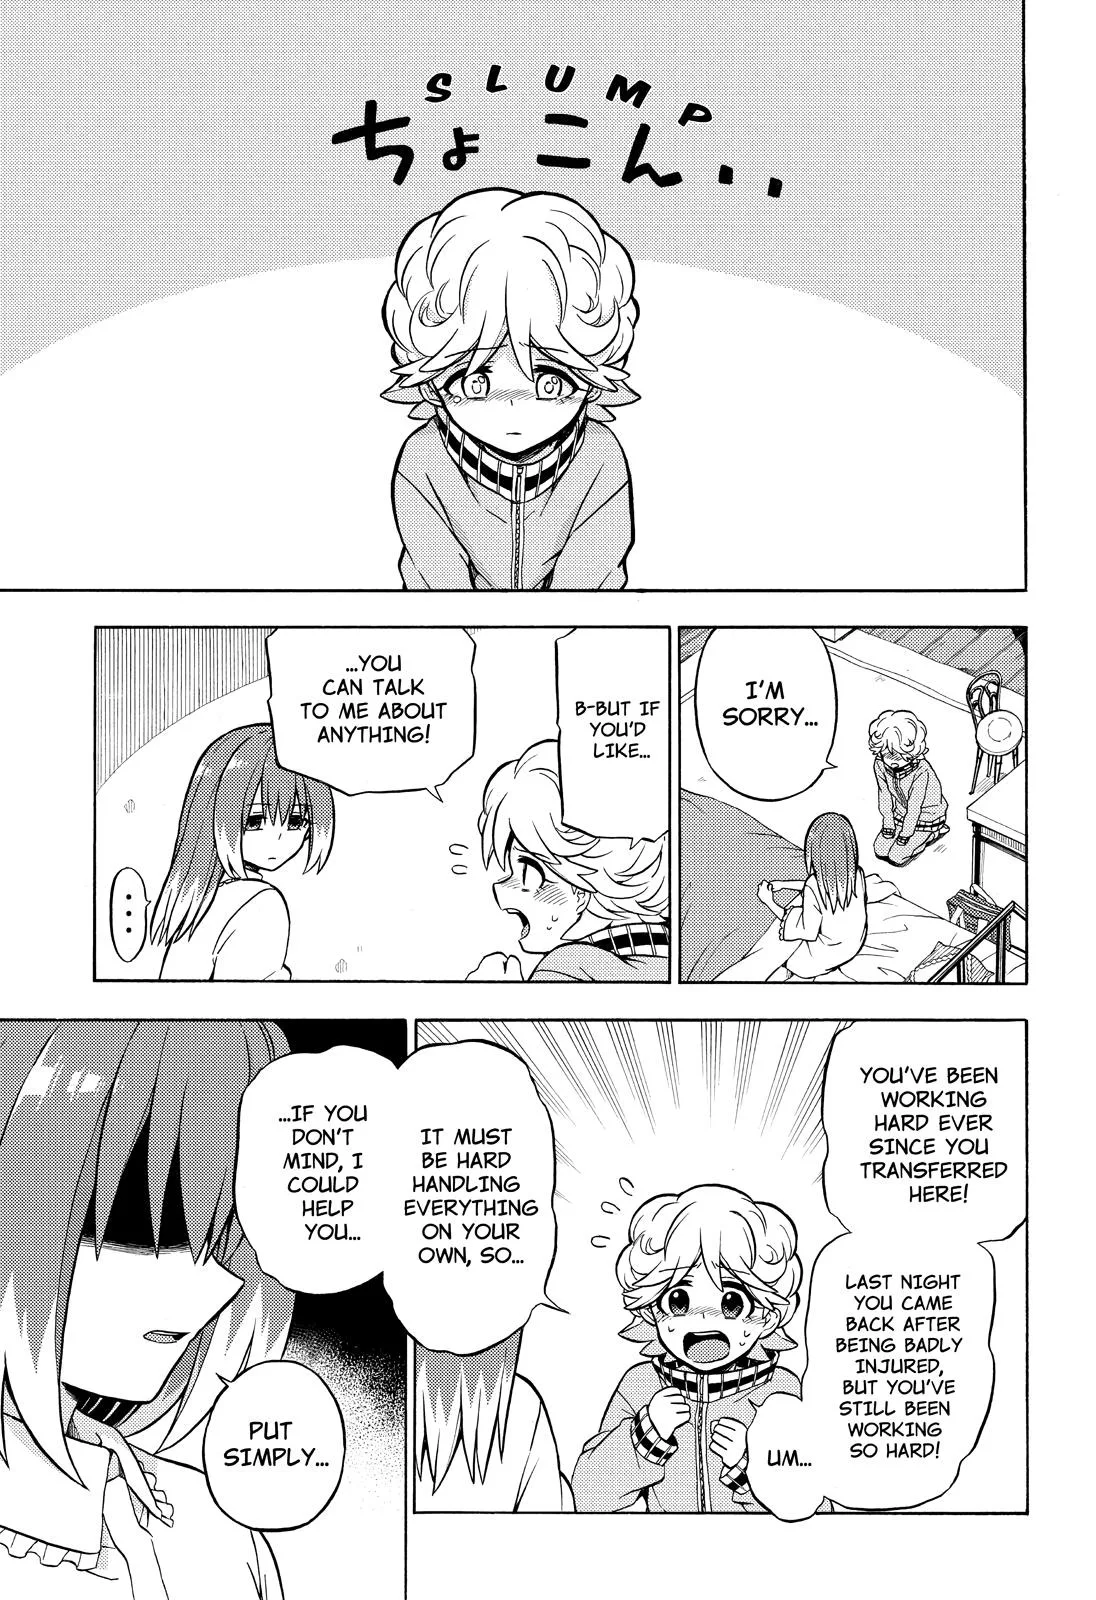 SLUMP
ちょこん..
I'M
SORRY...
B-BUT IF
YOU'D
LIKE...
...YOU
CAN TALK
TO ME ABOUT
ANYTHING!
...
YOU'VE BEEN
WORKING
HARD EVER
SINCE YOU
TRANSFERRED
HERE!
LAST NIGHT
YOU CAME
BACK AFTER
BEING BADLY
INJURED,
BUT YOU'VE
STILL BEEN
WORKING
SO HARD!
UM...
IT MUST
BE HARD
HANDLING
EVERYTHING
ON YOUR
OWN, SO...
...IF YOU
DON'T
MIND, I
COULD
HELP
YOU...
PUT
SIMPLY...